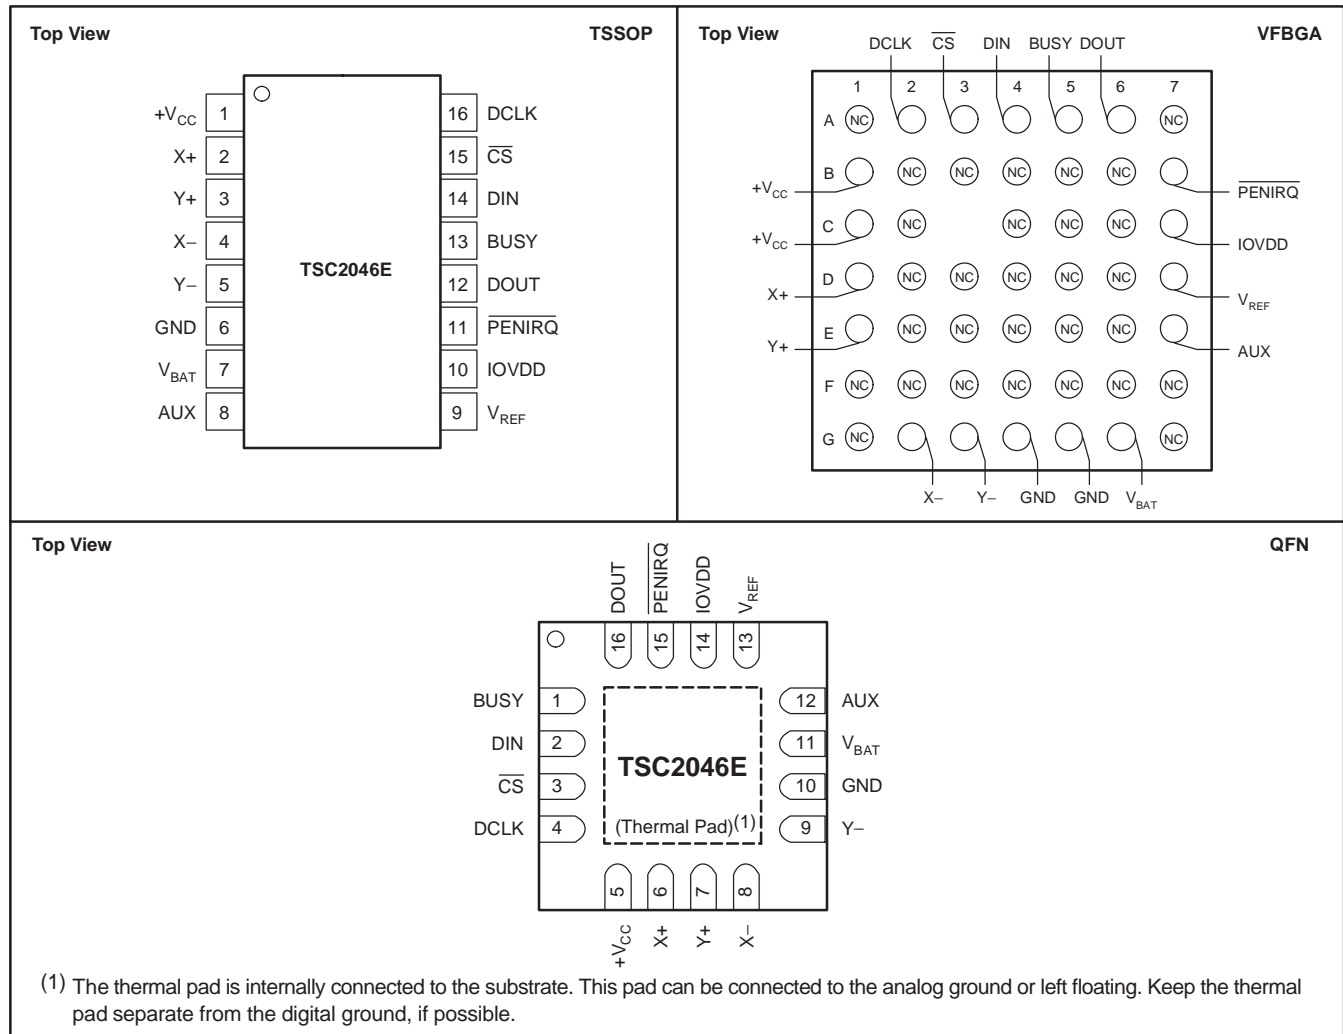 Top View
TSSOP
+VCC 1
X+ 2
Y+ 3
X− 4
Y− 5
GND 6
VBAT 7
AUX 8
TSC2046E
16 DCLK
15 CS
14 DIN
13 BUSY
12 DOUT
11 PENIRQ
10 IOVDD
9 VREF
Top View
VFBGA
DCLK CS DIN BUSY DOUT
1 2 3 4 5 6 7
A NC NC
B NC NC NC NC NC
+VCC
PENIRQ
C NC NC NC NC
+VCC
IOVDD
D NC NC NC NC NC
X+
VREF
E NC NC NC NC NC
Y+
AUX
F NC NC NC NC NC NC NC
G NC NC
X− Y− GND GND VBAT
Top View
QFN
DOUT PENIRQ IOVDD VREF
16 15 14 13
BUSY 1
DIN 2
CS 3
DCLK 4
TSC2046E
(Thermal Pad)(1)
12 AUX
11 VBAT
10 GND
9 Y−
5 6 7 8
+VCC X+ Y+ X−
(1) The thermal pad is internally connected to the substrate. This pad can be connected to the analog ground or left floating. Keep the thermal
pad separate from the digital ground, if possible.